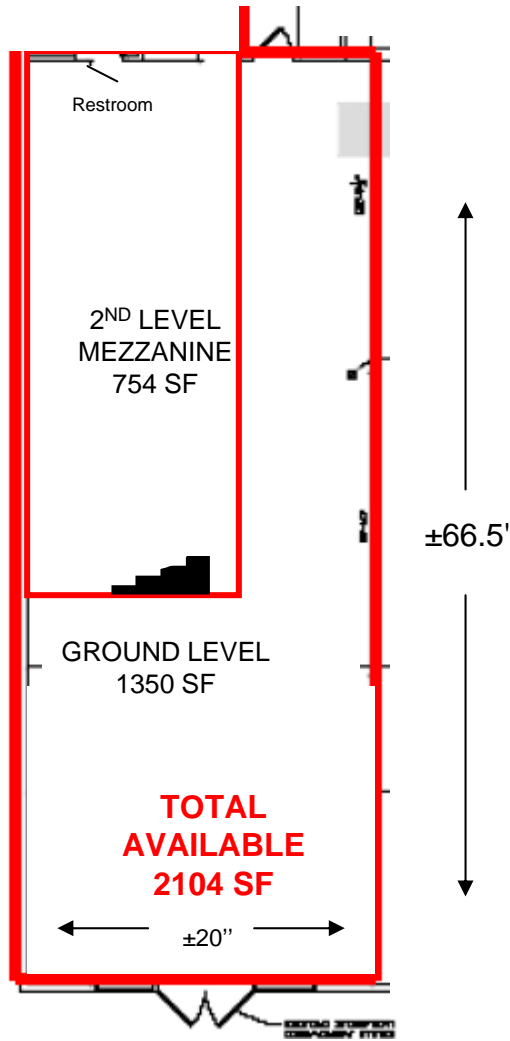 Restroom
2ND LEVEL
MEZZANINE
754 SF
±66.5'
GROUND LEVEL
1350 SF
TOTAL
AVAILABLE
2104 SF
±20’’